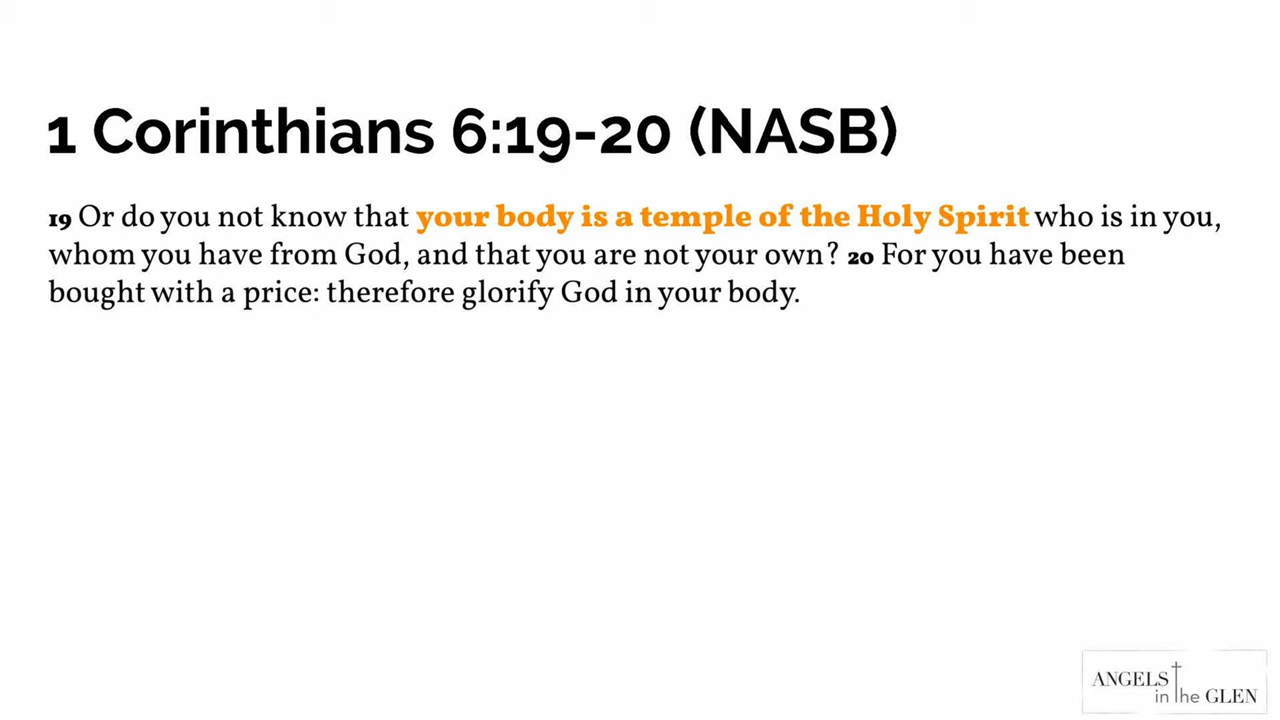 1 Corinthians 6:19-20 (NASB)
19 Or do you not know that your body is a temple of the Holy Spirit who is in you,
whom you have from God, and that you are not your own? 20 For you have been
bought with a price: therefore glorify God in your body.
ANGELS
in the GLEN